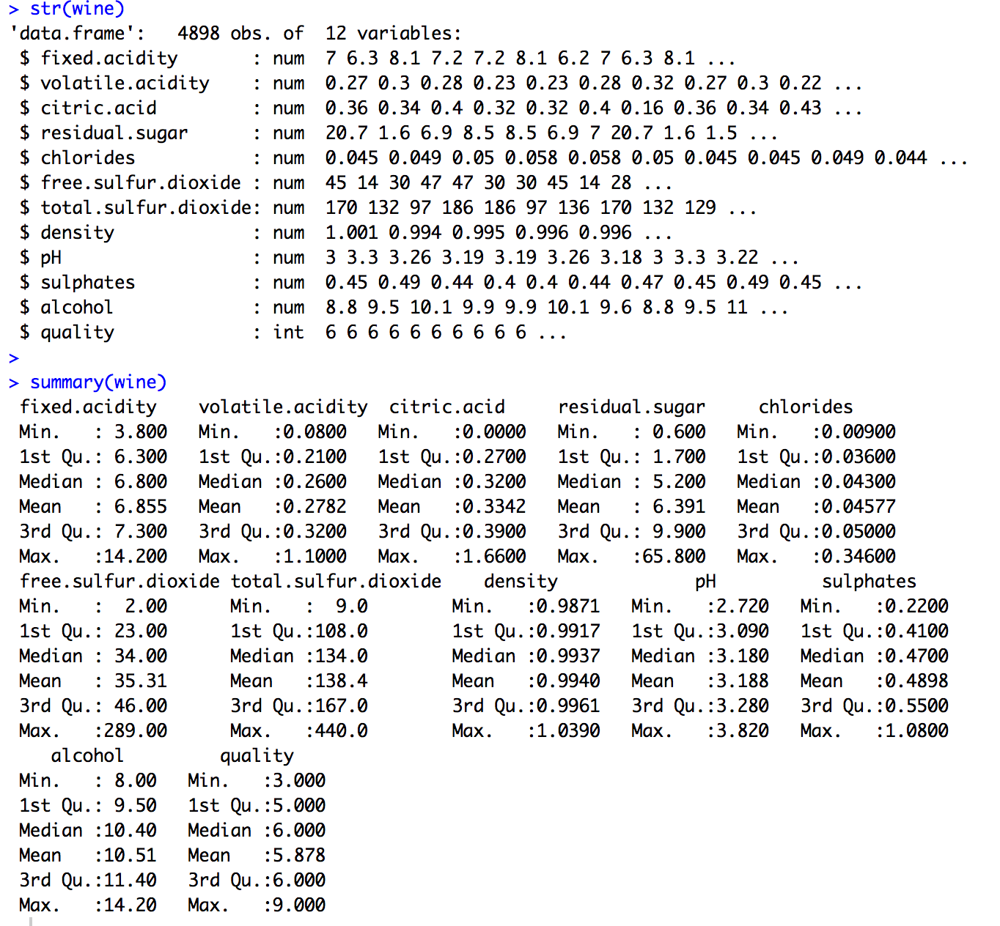 > str(wine)
'data.frame':   4898 obs. of  12 variables:
 $ fixed.acidity       : num  7 6.3 8.1 7.2 7.2 8.1 6.2 7 6.3 8.1 ...
 $ volatile.acidity    : num  0.27 0.3 0.28 0.23 0.23 0.28 0.32 0.27 0.3 0.22 ...
 $ citric.acid         : num  0.36 0.34 0.4 0.32 0.32 0.4 0.16 0.36 0.34 0.43 ...
 $ residual.sugar      : num  20.7 1.6 6.9 8.5 8.5 6.9 7 20.7 1.6 1.5 ...
 $ chlorides           : num  0.045 0.049 0.05 0.058 0.058 0.05 0.045 0.045 0.049 0.044 ...
 $ free.sulfur.dioxide : num  45 14 30 47 47 30 30 45 14 28 ...
 $ total.sulfur.dioxide: num  170 132 97 186 186 97 136 170 132 129 ...
 $ density             : num  1.001 0.994 0.995 0.996 0.996 ...
 $ pH                  : num  3 3.3 3.26 3.19 3.19 3.26 3.18 3 3.3 3.22 ...
 $ sulphates           : num  0.45 0.49 0.44 0.4 0.4 0.44 0.47 0.45 0.49 0.45 ...
 $ alcohol             : num  8.8 9.5 10.1 9.9 9.9 10.1 9.6 8.8 9.5 11 ...
 $ quality             : int  6 6 6 6 6 6 6 6 6 6 ...
>
> summary(wine)
 fixed.acidity    volatile.acidity  citric.acid     residual.sugar     chlorides
 Min.   : 3.800   Min.   :0.0800   Min.   :0.0000   Min.   : 0.600   Min.   :0.00900
 1st Qu.: 6.300   1st Qu.:0.2100   1st Qu.:0.2700   1st Qu.: 1.700   1st Qu.:0.03600
 Median : 6.800   Median :0.2600   Median :0.3200   Median : 5.200   Median :0.04300
 Mean   : 6.855   Mean   :0.2782   Mean   :0.3342   Mean   : 6.391   Mean   :0.04577
 3rd Qu.: 7.300   3rd Qu.:0.3200   3rd Qu.:0.3900   3rd Qu.: 9.900   3rd Qu.:0.05000
 Max.   :14.200   Max.   :1.1000   Max.   :1.6600   Max.   :65.800   Max.   :0.34600
 free.sulfur.dioxide total.sulfur.dioxide    density             pH          sulphates
 Min.   :  2.00      Min.   :  9.0        Min.   :0.9871   Min.   :2.720   Min.   :0.2200
 1st Qu.: 23.00      1st Qu.:108.0        1st Qu.:0.9917   1st Qu.:3.090   1st Qu.:0.4100
 Median : 34.00      Median :134.0        Median :0.9937   Median :3.180   Median :0.4700
 Mean   : 35.31      Mean   :138.4        Mean   :0.9940   Mean   :3.188   Mean   :0.4898
 3rd Qu.: 46.00      3rd Qu.:167.0        3rd Qu.:0.9961   3rd Qu.:3.280   3rd Qu.:0.5500
 Max.   :289.00      Max.   :440.0        Max.   :1.0390   Max.   :3.820   Max.   :1.0800
    alcohol         quality
 Min.   : 8.00   Min.   :3.000
 1st Qu.: 9.50   1st Qu.:5.000
 Median :10.40   Median :6.000
 Mean   :10.51   Mean   :5.878
 3rd Qu.:11.40   3rd Qu.:6.000
 Max.   :14.20   Max.   :9.000